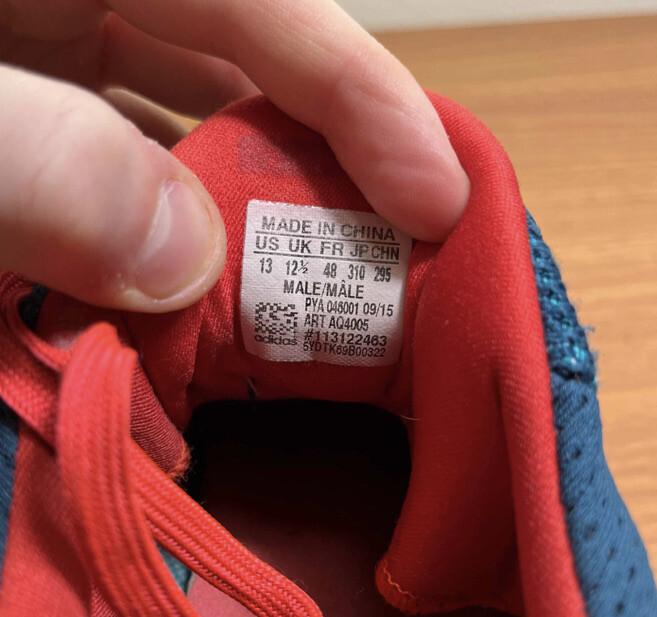 MADE IN CHINA
US UK FR JP CHN
13 12½ 48 310 295
MALE/MÂLE
PYA 046001 09/15
ART AQ4005
#113122463
adidas 5YDTK69B00322